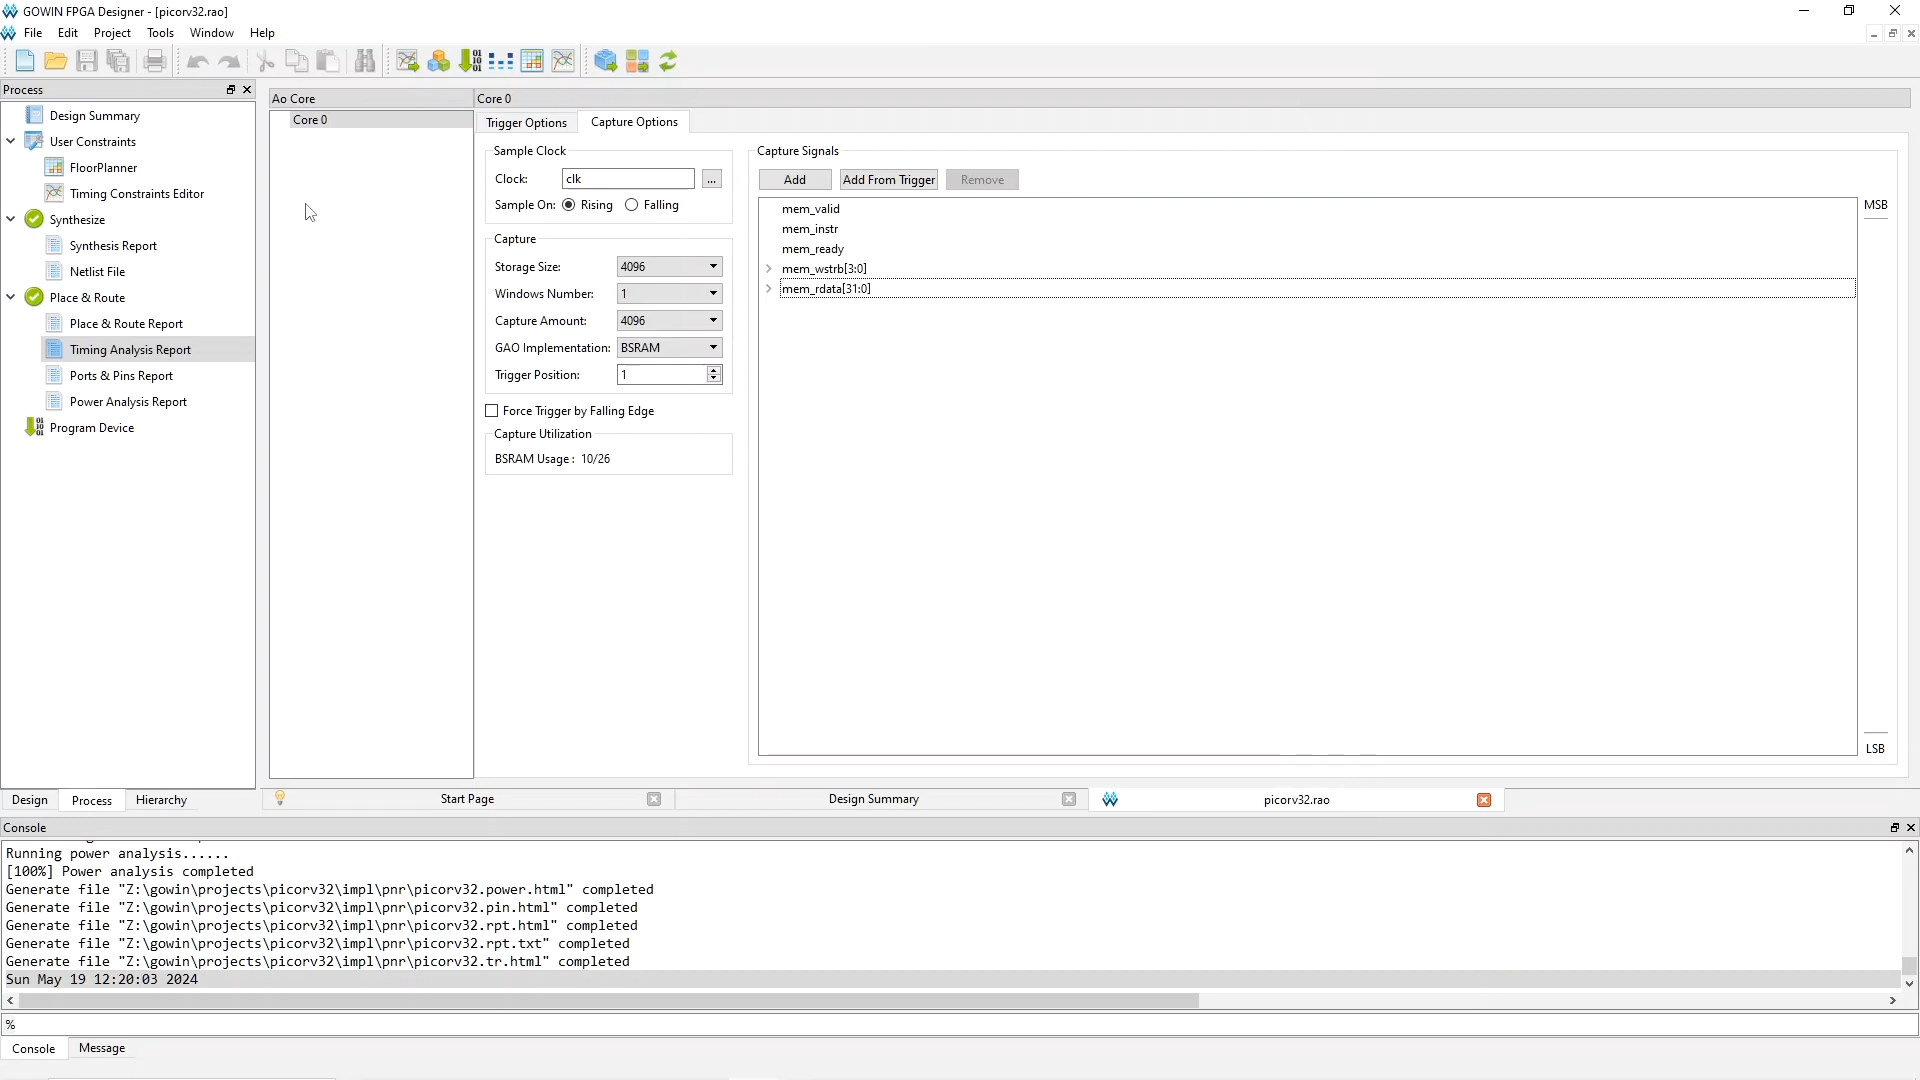 GOWIN FPGA Designer - [picorv32.rao]
File Edit Project Tools Window Help
Process
Design Summary
User Constraints
FloorPlanner
Timing Constraints Editor
Synthesize
Synthesis Report
Netlist File
Place & Route
Place & Route Report
Timing Analysis Report
Ports & Pins Report
Power Analysis Report
Program Device
Design Process Hierarchy
Ao Core
Core 0
Core 0
Trigger Options Capture Options
Sample Clock
Clock: clk ...
Sample On: Rising Falling
Capture
Storage Size: 4096
Windows Number: 1
Capture Amount: 4096
GAO Implementation: BSRAM
Trigger Position: 1
Force Trigger by Falling Edge
Capture Utilization
BSRAM Usage : 10/26
Capture Signals
Add Add From Trigger Remove
mem_valid
mem_instr
mem_ready
mem_wstrb[3:0]
mem_rdata[31:0]
MSB
LSB
Start Page Design Summary picorv32.rao
Console
Running power analysis......
[100%] Power analysis completed
Generate file "Z:\gowin\projects\picorv32\impl\pnr\picorv32.power.html" completed
Generate file "Z:\gowin\projects\picorv32\impl\pnr\picorv32.pin.html" completed
Generate file "Z:\gowin\projects\picorv32\impl\pnr\picorv32.rpt.html" completed
Generate file "Z:\gowin\projects\picorv32\impl\pnr\picorv32.rpt.txt" completed
Generate file "Z:\gowin\projects\picorv32\impl\pnr\picorv32.tr.html" completed
Sun May 19 12:20:03 2024
%
Console Message